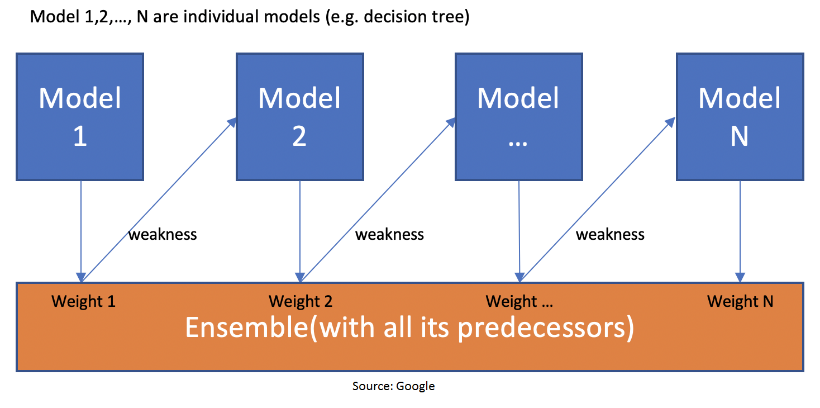 Model 1,2,..., N are individual models (e.g. decision tree)
Model
1
Model
2
Model
...
Model
N
weakness
weakness
weakness
Weight 1
Weight 2
Weight ...
Weight N
Ensemble(with all its predecessors)
Source: Google